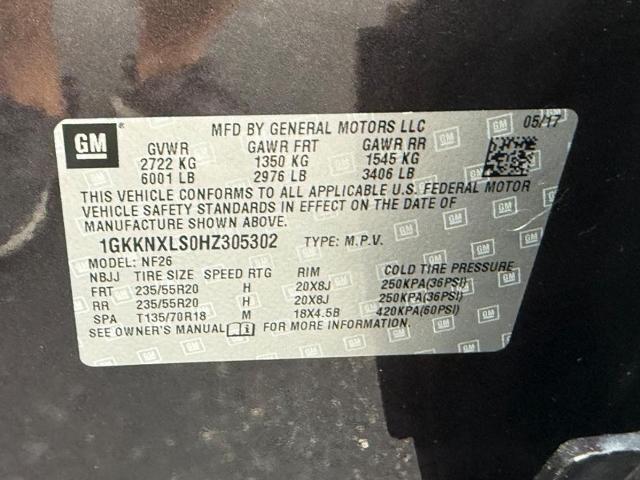 MFD BY GENERAL MOTORS LLC 05/17
GM
GVWR GAWR FRT GAWR RR
2722 KG 1350 KG 1545 KG
6001 LB 2976 LB 3406 LB
THIS VEHICLE CONFORMS TO ALL APPLICABLE U.S. FEDERAL MOTOR
VEHICLE SAFETY STANDARDS IN EFFECT ON THE DATE OF
MANUFACTURE SHOWN ABOVE.
1GKKNXLS0HZ305302 TYPE: M.P.V.
MODEL: NF26
NBJJ TIRE SIZE SPEED RTG RIM COLD TIRE PRESSURE
FRT 235/55R20 H 20X8J 250KPA(36PSI)
RR 235/55R20 H 20X8J 250KPA(36PSI)
SPA T135/70R18 M 18X4.5B 420KPA(60PSI)
SEE OWNER'S MANUAL FOR MORE INFORMATION.